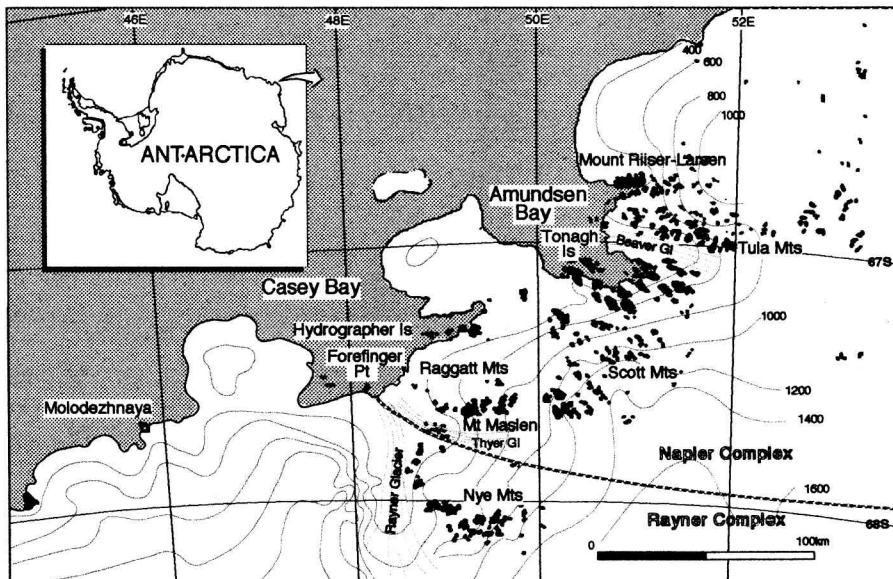 46E
48E
50E
52E
ANTARCTICA
400
600
800
1000
Mount Riiser-Larsen
Amundsen
Bay
Tonagh
Is
Beaver Gl
Tula Mts
67S
Casey Bay
Hydrographer Is
1000
Forefinger
Pt
Raggatt Mts
Scott Mts
1200
1400
Molodezhnaya
Mt Maslen
Thyer Gl
Napier Complex
Rayner Glacier
Nye Mts
1600
Rayner Complex
68S
0
100km